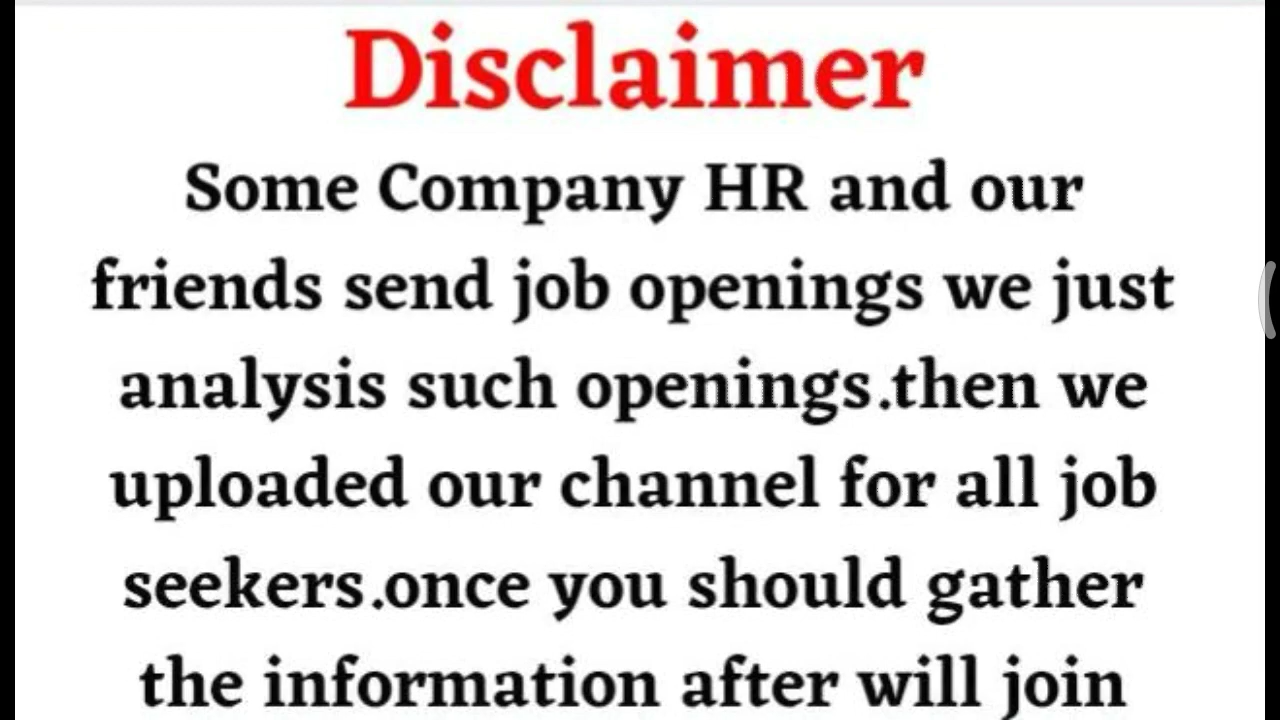 Disclaimer
Some Company HR and our
friends send job openings we just
analysis such openings.then we
uploaded our channel for all job
seekers.once you should gather
the information after will join